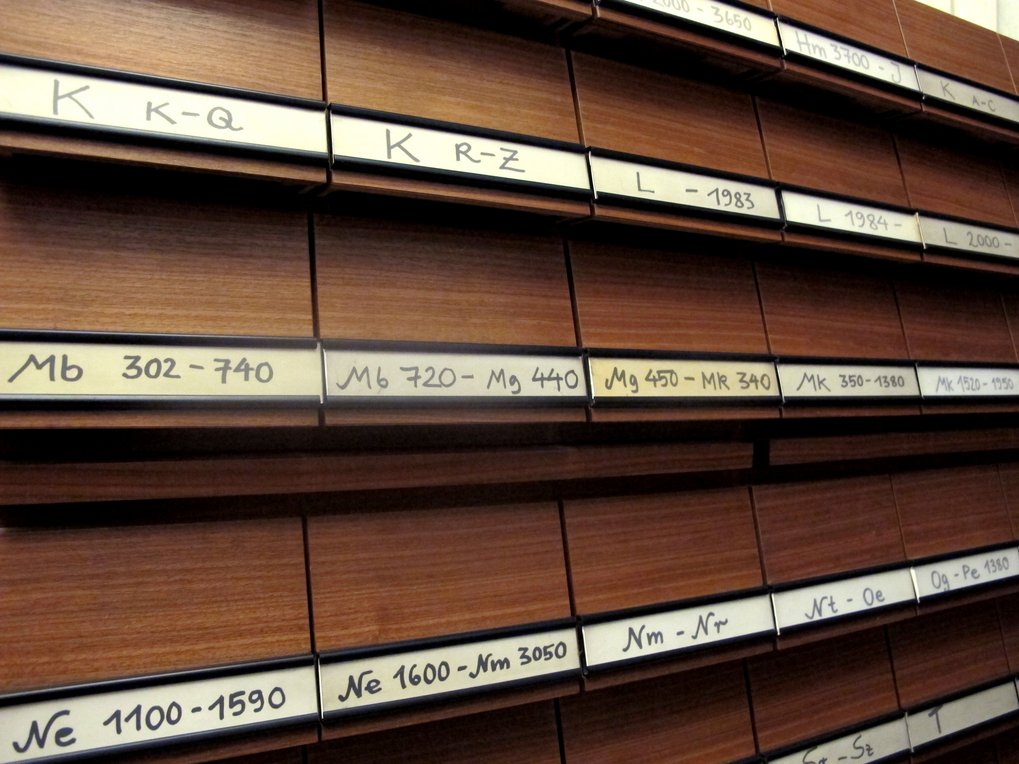 2000 - 3650
Hm 3700 - J
K A-C
K K-Q
K R-Z
L - 1983
L 1984-
L 2000-
Mb 302-740
Mb 720- Mg 440
Mg 450 - Mk 340
Mk 350-1380
Mk 1520-1950
Ne 1100-1590
Ne 1600-Nm 3050
Nm - Nr
Nt - Oe
Og-Pe 1380
-Sz
T